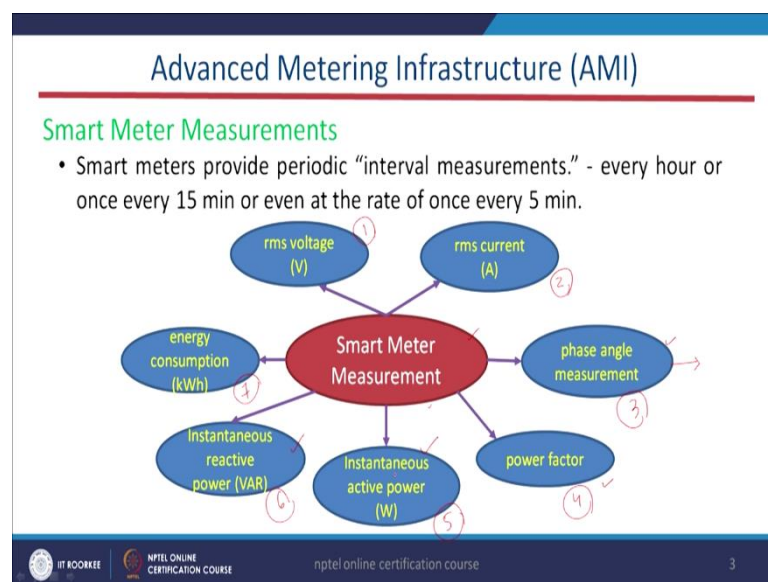 Advanced Metering Infrastructure (AMI)
Smart Meter Measurements
• Smart meters provide periodic “interval measurements.” - every hour or
once every 15 min or even at the rate of once every 5 min.
rms voltage
(V)
1
rms current
(A)
2
Smart Meter
Measurement
phase angle
measurement
3
power factor
4
Instantaneous
active power
(W)
5
Instantaneous
reactive
power (VAR)
6
energy
consumption
(kWh)
7
IIT ROORKEE
NPTEL ONLINE
CERTIFICATION COURSE
nptel online certification course
3